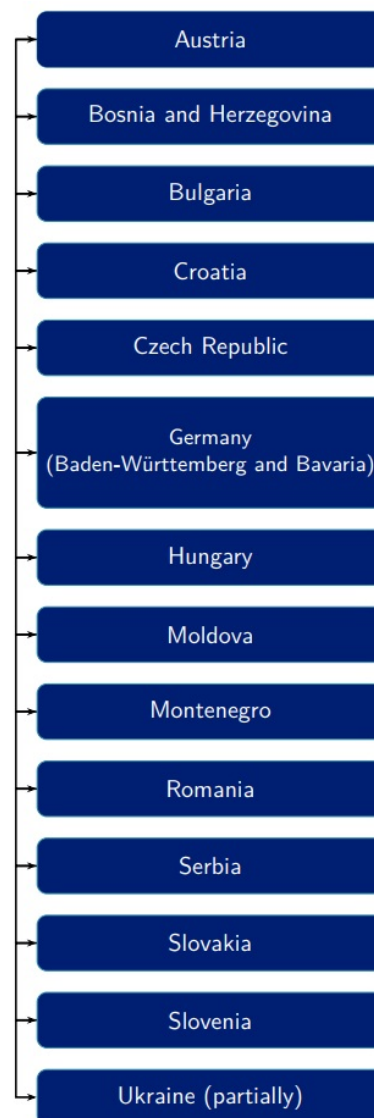 Austria
Bosnia and Herzegovina
Bulgaria
Croatia
Czech Republic
Germany
(Baden-Württemberg and Bavaria)
Hungary
Moldova
Montenegro
Romania
Serbia
Slovakia
Slovenia
Ukraine (partially)